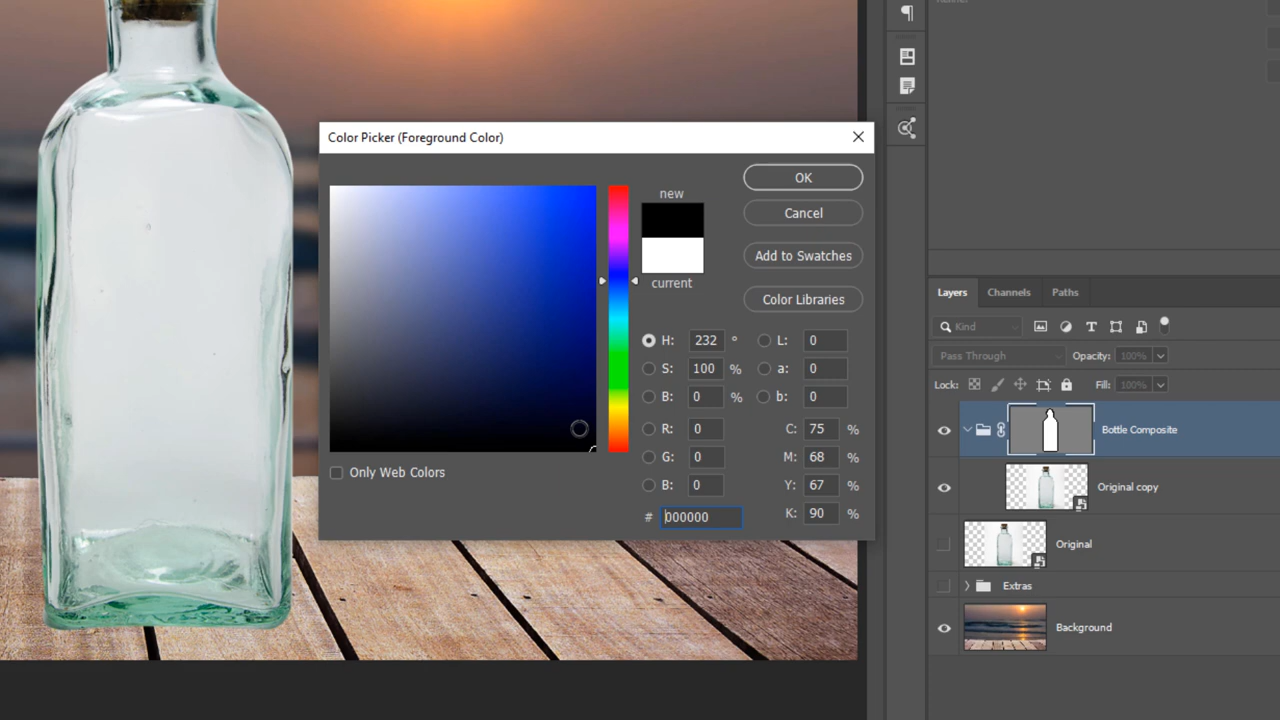 Color Picker (Foreground Color)
new
current
OK
Cancel
Add to Swatches
Color Libraries
H: 232 °
S: 100 %
B: 0 %
R: 0
G: 0
B: 0
# 000000
L: 0
a: 0
b: 0
C: 75 %
M: 68 %
Y: 67 %
K: 90 %
Only Web Colors
Layers Channels Paths
Kind
Pass Through Opacity: 100%
Lock: Fill: 100%
Bottle Composite
Original copy
Original
Extras
Background